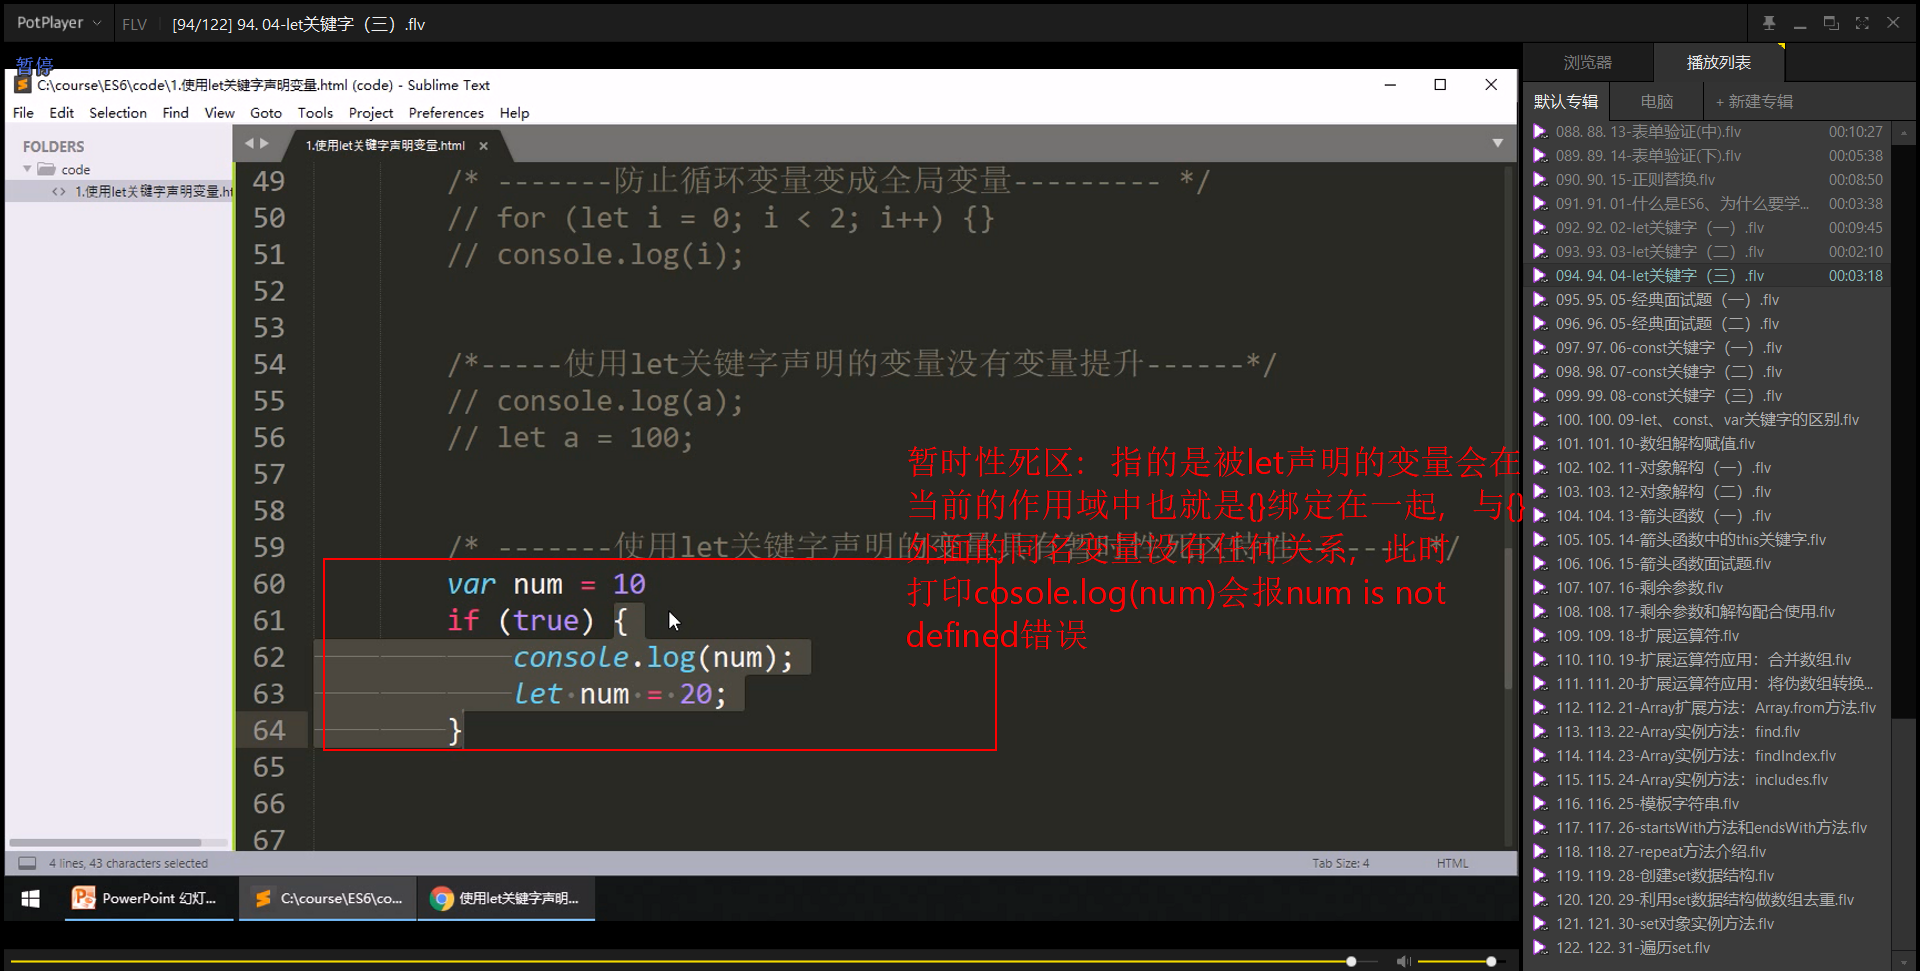 PotPlayer
FLV
[94/122] 94. 04-let关键字（三）.flv
暂停
C:\course\ES6\code\1.使用let关键字声明变量.html (code) - Sublime Text
File Edit Selection Find View Goto Tools Project Preferences Help
FOLDERS
code
<> 1.使用let关键字声明变量.ht
1.使用let关键字声明变量.html ×
49 /* -------防止循环变量变成全局变量--------- */
50 // for (let i = 0; i < 2; i++) {}
51 // console.log(i);
52
53
54 /*-----使用let关键字声明的变量没有变量提升------*/
55 // console.log(a);
56 // let a = 100;
57
58
59 /* -------使用let关键字声明的变量具有暂时性死区特性------- */
60 var num = 10
61 if (true) {
62 console.log(num);
63 let num = 20;
64 }
65
66
67
暂时性死区：指的是被let声明的变量会在
当前的作用域中也就是{}绑定在一起，与{}
外面的同名变量没有任何关系，此时
打印cosole.log(num)会报num is not
defined错误
4 lines, 43 characters selected
Tab Size: 4
HTML
PowerPoint 幻灯...
C:\course\ES6\co...
使用let关键字声明...
浏览器
播放列表
默认专辑
电脑
+ 新建专辑
088. 88. 13-表单验证(中).flv 00:10:27
089. 89. 14-表单验证(下).flv 00:05:38
090. 90. 15-正则替换.flv 00:08:50
091. 91. 01-什么是ES6、为什么要学... 00:03:38
092. 92. 02-let关键字（一）.flv 00:09:45
093. 93. 03-let关键字（二）.flv 00:02:10
094. 94. 04-let关键字（三）.flv 00:03:18
095. 95. 05-经典面试题（一）.flv
096. 96. 05-经典面试题（二）.flv
097. 97. 06-const关键字（一）.flv
098. 98. 07-const关键字（二）.flv
099. 99. 08-const关键字（三）.flv
100. 100. 09-let、const、var关键字的区别.flv
101. 101. 10-数组解构赋值.flv
102. 102. 11-对象解构（一）.flv
103. 103. 12-对象解构（二）.flv
104. 104. 13-箭头函数（一）.flv
105. 105. 14-箭头函数中的this关键字.flv
106. 106. 15-箭头函数面试题.flv
107. 107. 16-剩余参数.flv
108. 108. 17-剩余参数和解构配合使用.flv
109. 109. 18-扩展运算符.flv
110. 110. 19-扩展运算符应用：合并数组.flv
111. 111. 20-扩展运算符应用：将伪数组转换...
112. 112. 21-Array扩展方法：Array.from方法.flv
113. 113. 22-Array实例方法：find.flv
114. 114. 23-Array实例方法：findIndex.flv
115. 115. 24-Array实例方法：includes.flv
116. 116. 25-模板字符串.flv
117. 117. 26-startsWith方法和endsWith方法.flv
118. 118. 27-repeat方法介绍.flv
119. 119. 28-创建set数据结构.flv
120. 120. 29-利用set数据结构做数组去重.flv
121. 121. 30-set对象实例方法.flv
122. 122. 31-遍历set.flv